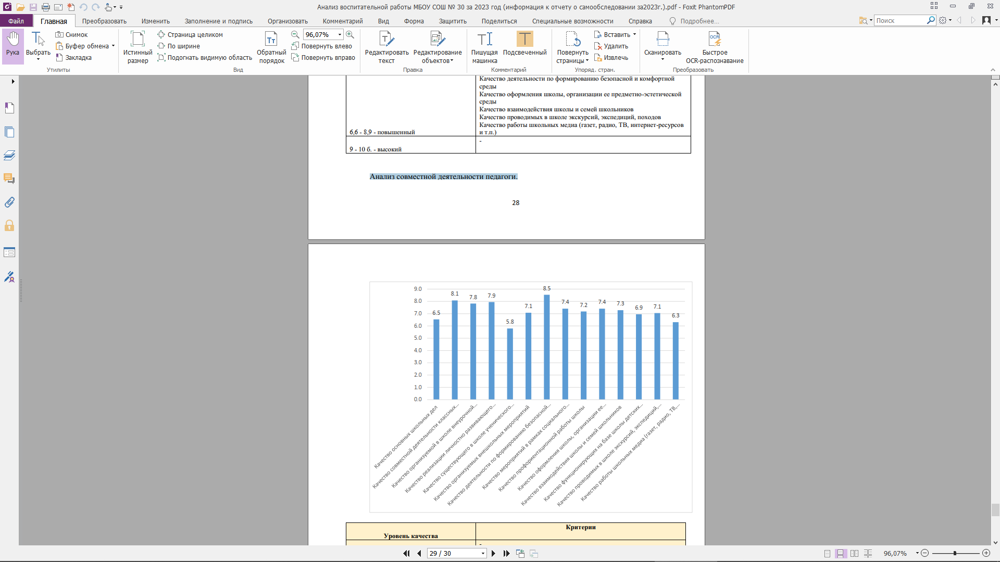 Анализ воспитательной работы МБОУ СОШ № 30 за 2023 год (информация к отчету о самообследовании за2023г.).pdf - Foxit PhantomPDF
Файл Главная Преобразовать Изменить Заполнение и подпись Организовать Комментарий Вид Форма Защитить Поделиться Специальные возможности Справка Подробнее... Поиск
Рука
Выбрать
Снимок
Буфер обмена
Закладка
Утилиты
Истинный
размер
Страница целиком
По ширине
Подогнать видимую область
Обратный
порядок
96,07%
Повернуть влево
Повернуть вправо
Вид
Редактировать
текст
Редактирование
объектов
Правка
Пишущая
машинка
Подсвеченный
Комментарий
Повернуть
страницы
Вставить
Удалить
Извлечь
Упоряд. стран.
Сканировать
OCR
Быстрое
OCR-распознавание
Преобразовать
Качество деятельности по формированию безопасной и комфортной
среды
Качество оформления школы, организации ее предметно-эстетической
среды
Качество взаимодействия школы и семей школьников
Качество проводимых в школе экскурсий, экспедиций, походов
Качество работы школьных медиа (газет, радио, ТВ, интернет-ресурсов
6,6 - 8,9 - повышенный и т.п.)
-
9 - 10 б. - высокий
Анализ совместной деятельности педагоги.
28
9.0
8.0
7.0
6.0
5.0
4.0
3.0
2.0
1.0
0.0
6.5 8.1 7.8 7.9 5.8 7.1 8.5 7.4 7.2 7.4 7.3 6.9 7.1 6.3
Качество основных школьных дел
Качество совместной деятельности классных...
Качество организуемой в школе внеурочной...
Качество реализации личностно развивающего...
Качество существующего в школе ученического...
Качество организуемых внешкольных мероприятий
Качество деятельности по формированию безопасной...
Качество мероприятий в рамках социального...
Качество профориентационной работы школы
Качество оформления школы, организации ее...
Качество взаимодействия школы и семей школьников
Качество функционирующих на базе школы детских...
Качество проводимых в школе экскурсий, экспедиций,...
Качество работы школьных медиа (газет, радио, ТВ,...
Критерии
Уровень качества
-
29 / 30
96,07%